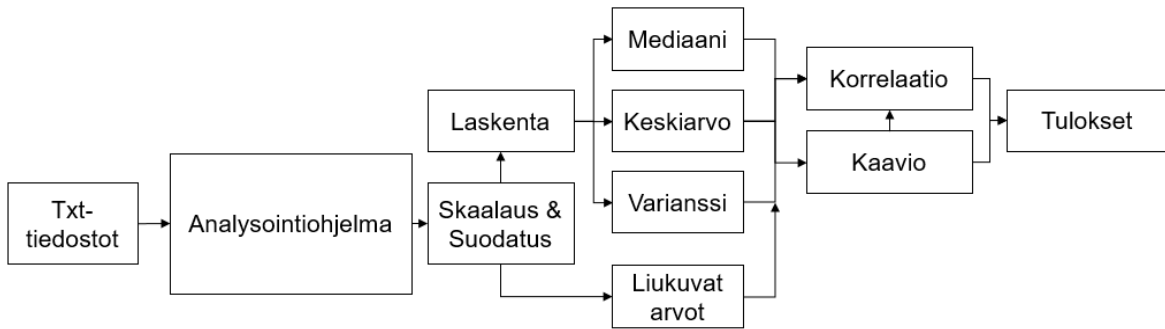 Txt-
tiedostot
Analysointiohjelma
Skaalaus &
Suodatus
Laskenta
Mediaani
Keskiarvo
Varianssi
Liukuvat
arvot
Korrelaatio
Kaavio
Tulokset